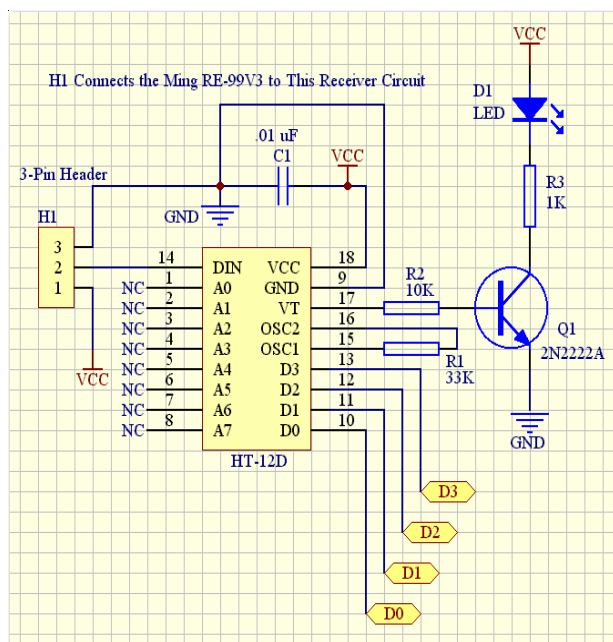 VCC
H1 Connects the Ming RE-99V3 to This Receiver Circuit
D1
LED
.01 uF
C1
VCC
3-Pin Header
R3
1K
H1
GND
3
2
1
14 DIN VCC 18
NC 1 A0 GND 9
NC 2 A1 VT 17
NC 3 A2 OSC2 16
NC 4 A3 OSC1 15
NC 5 A4 D3 13
NC 6 A5 D2 12
NC 7 A6 D1 11
NC 8 A7 D0 10
HT-12D
VCC
R2
10K
R1
33K
Q1
2N2222A
GND
D3
D2
D1
D0